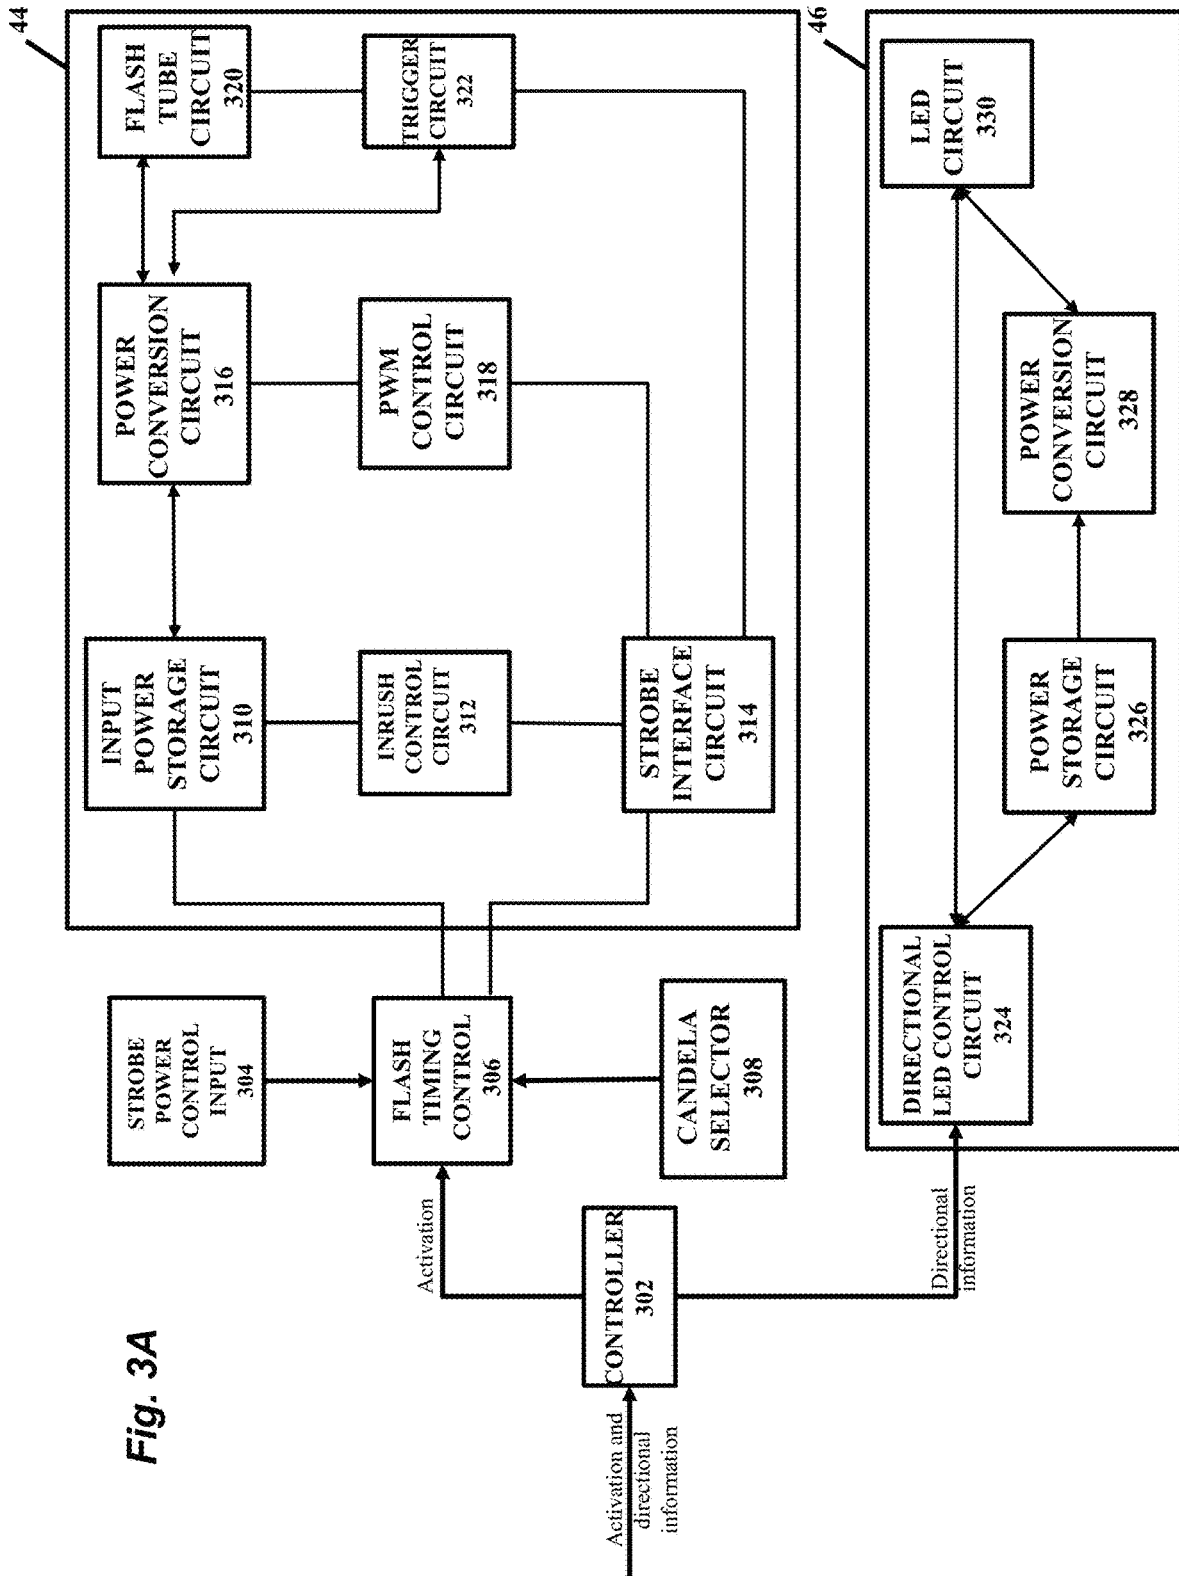 Fig. 3A
Activation and
directional
information
CONTROLLER
302
Activation
Directional
information
STROBE
POWER
CONTROL
INPUT
304
FLASH
TIMING
CONTROL
306
CANDELA
SELECTOR
308
44
INPUT
POWER
STORAGE
CIRCUIT
310
INRUSH
CONTROL
CIRCUIT
312
STROBE
INTERFACE
CIRCUIT
314
POWER
CONVERSION
CIRCUIT
316
PWM
CONTROL
CIRCUIT
318
FLASH
TUBE
CIRCUIT
320
TRIGGER
CIRCUIT
322
46
DIRECTIONAL
LED CONTROL
CIRCUIT
324
POWER
STORAGE
CIRCUIT
326
POWER
CONVERSION
CIRCUIT
328
LED
CIRCUIT
330